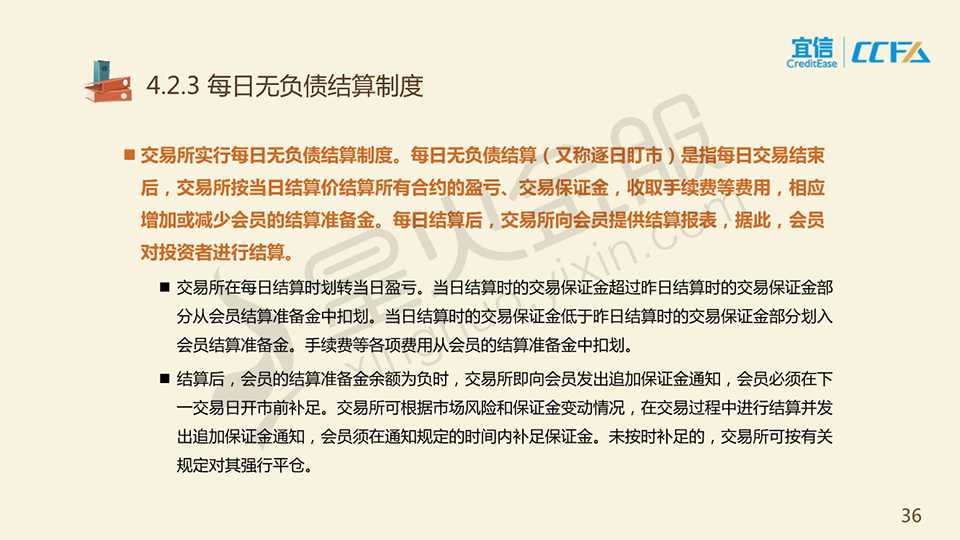 宜信
CreditEase
CCFA
4.2.3 每日无负债结算制度
■ 交易所实行每日无负债结算制度。每日无负债结算（又称逐日盯市）是指每日交易结束
后，交易所按当日结算价结算所有合约的盈亏、交易保证金，收取手续费等费用，相应
增加或减少会员的结算准备金。每日结算后，交易所向会员提供结算报表，据此，会员
对投资者进行结算。
■ 交易所在每日结算时划转当日盈亏。当日结算时的交易保证金超过昨日结算时的交易保证金部
分从会员结算准备金中扣划。当日结算时的交易保证金低于昨日结算时的交易保证金部分划入
会员结算准备金。手续费等各项费用从会员的结算准备金中扣划。
■ 结算后，会员的结算准备金余额为负时，交易所即向会员发出追加保证金通知，会员必须在下
一交易日开市前补足。交易所可根据市场风险和保证金变动情况，在交易过程中进行结算并发
出追加保证金通知，会员须在通知规定的时间内补足保证金。未按时补足的，交易所可按有关
规定对其强行平仓。
星火金服
xinghuo.yixin.com
36